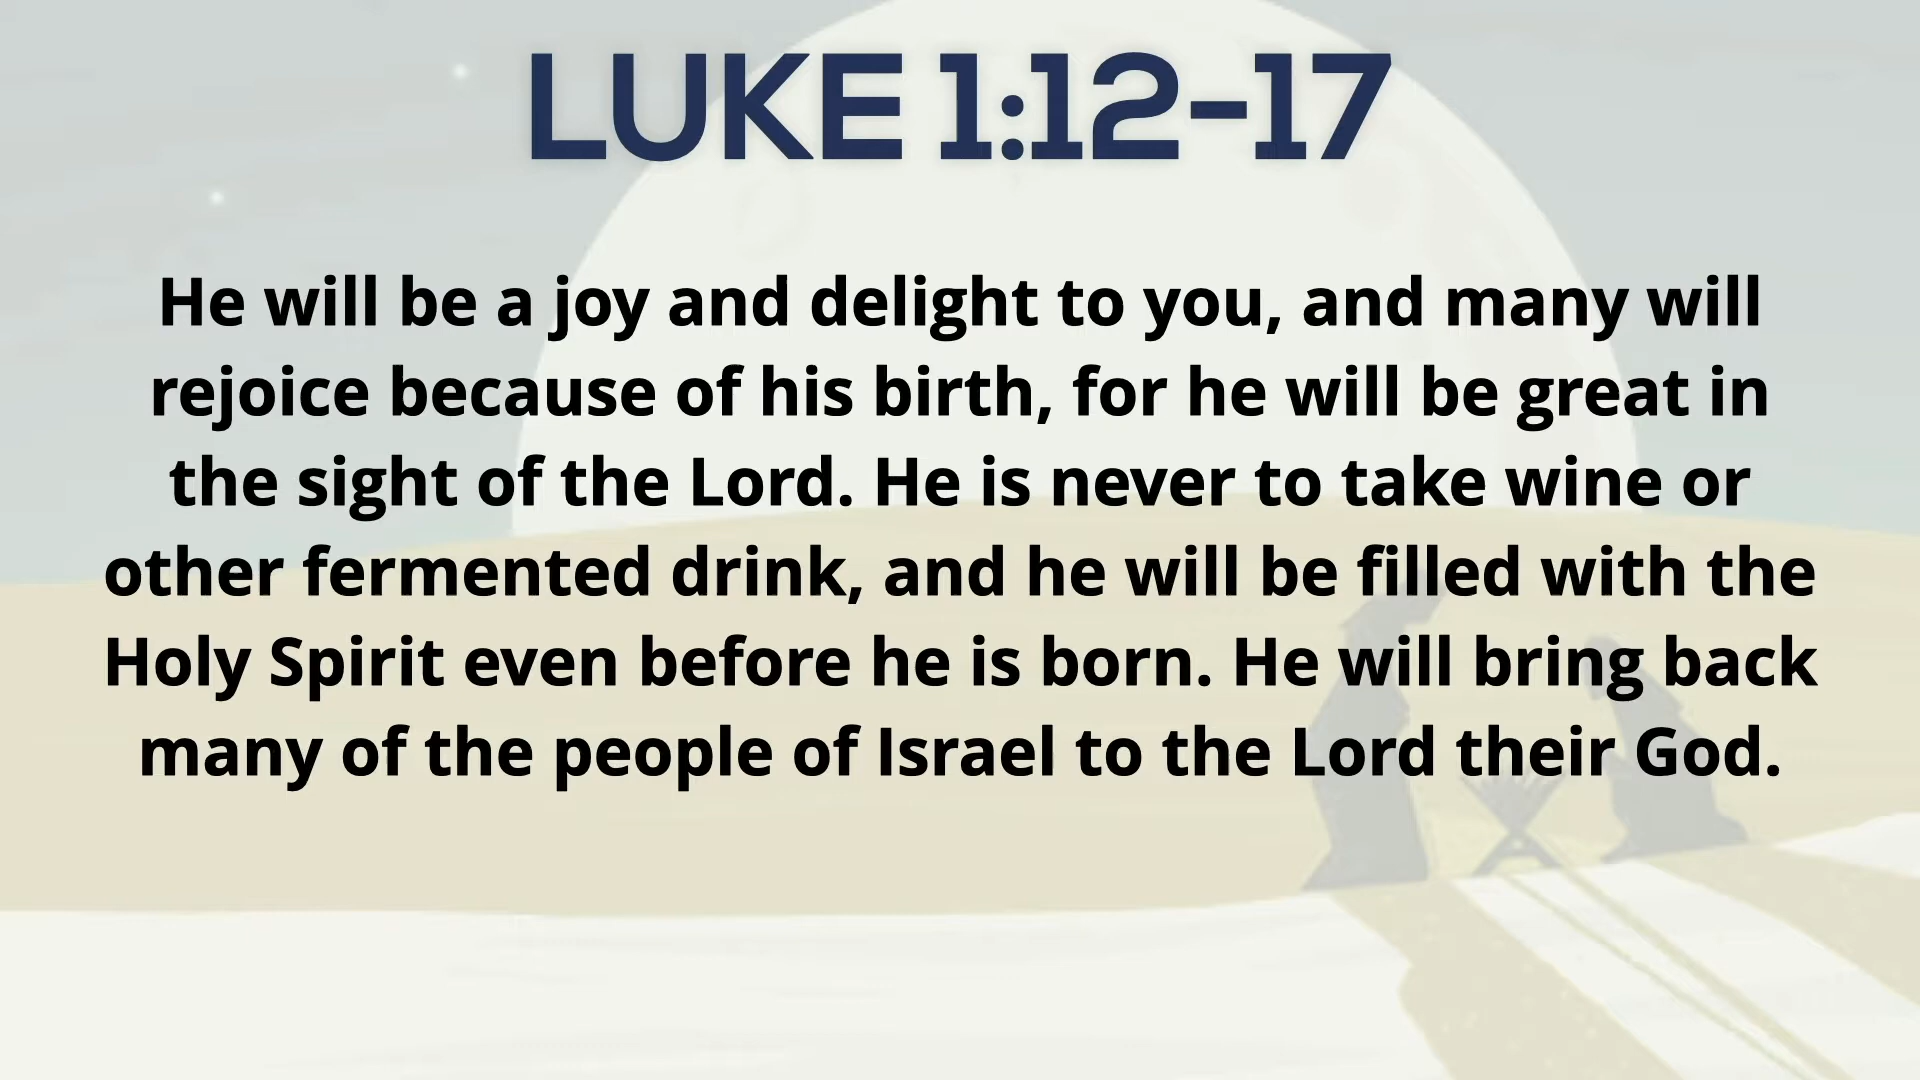 LUKE 1:12-17
He will be a joy and delight to you, and many will
rejoice because of his birth, for he will be great in
the sight of the Lord. He is never to take wine or
other fermented drink, and he will be filled with the
Holy Spirit even before he is born. He will bring back
many of the people of Israel to the Lord their God.